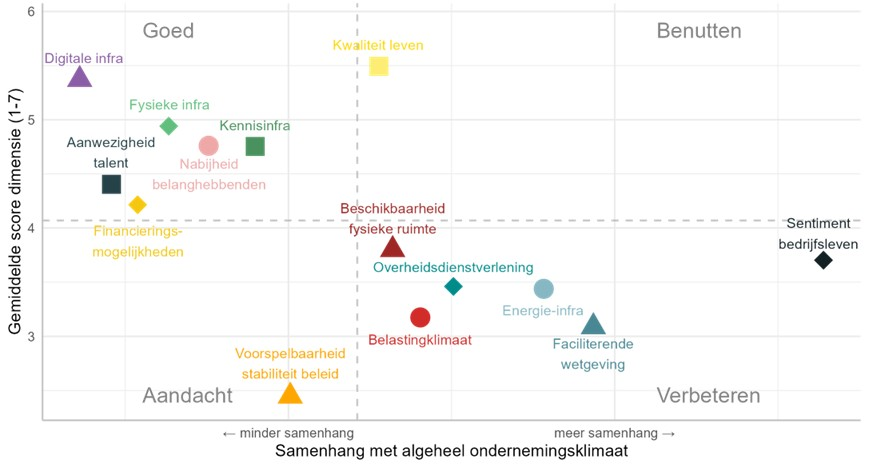 6
Goed
Benutten
Kwaliteit leven
Digitale infra
Fysieke infra
5
Kennisinfra
Aanwezigheid
talent
Nabijheid
belanghebbenden
Beschikbaarheid
fysieke ruimte
4
Financierings-
mogelijkheden
Sentiment
bedrijfsleven
Overheidsdienstverlening
Energie-infra
3
Belastingklimaat
Faciliterende
wetgeving
Voorspelbaarheid
stabiliteit beleid
Aandacht
Verbeteren
Gemiddelde score dimensie (1-7)
← minder samenhang
meer samenhang →
Samenhang met algeheel ondernemingsklimaat